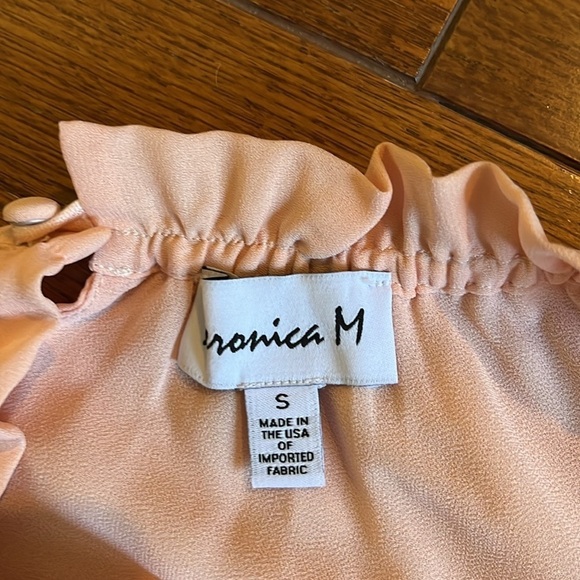 ronica M
S
MADE IN
THE USA
OF
IMPORTED
FABRIC